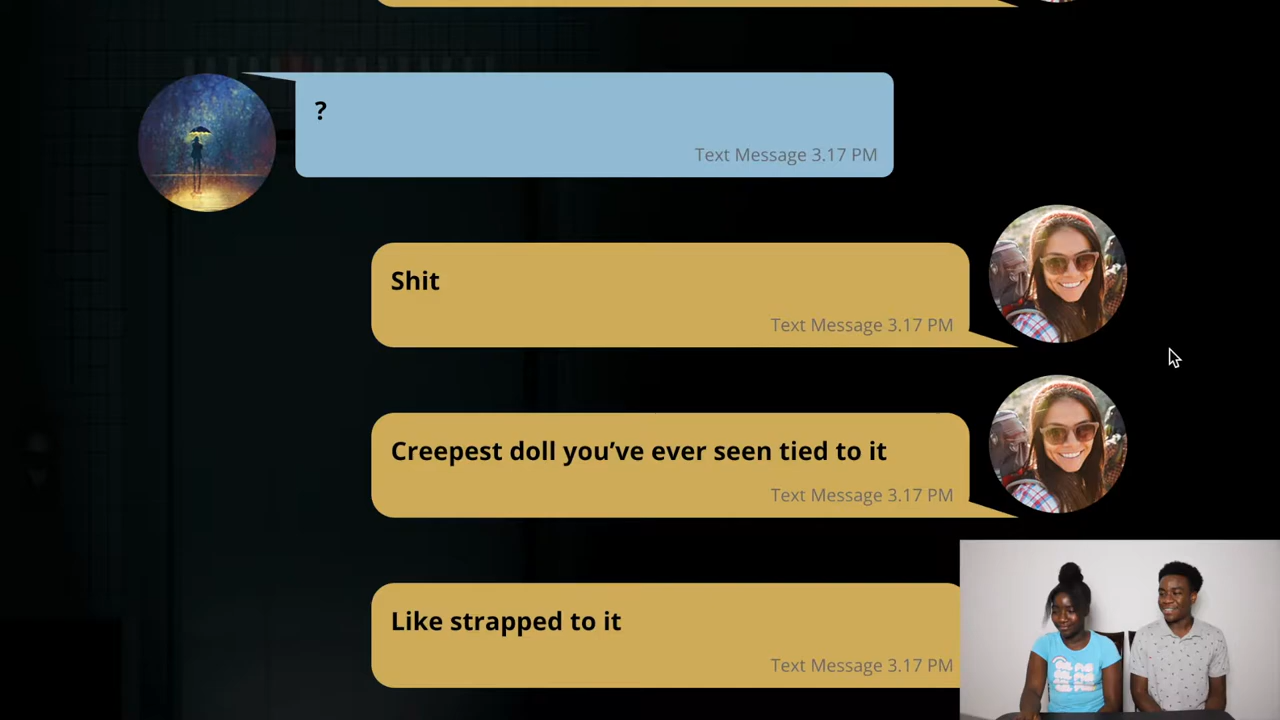 ?
Text Message 3.17 PM
Shit
Text Message 3.17 PM
Creepest doll you’ve ever seen tied to it
Text Message 3.17 PM
Like strapped to it
Text Message 3.17 PM